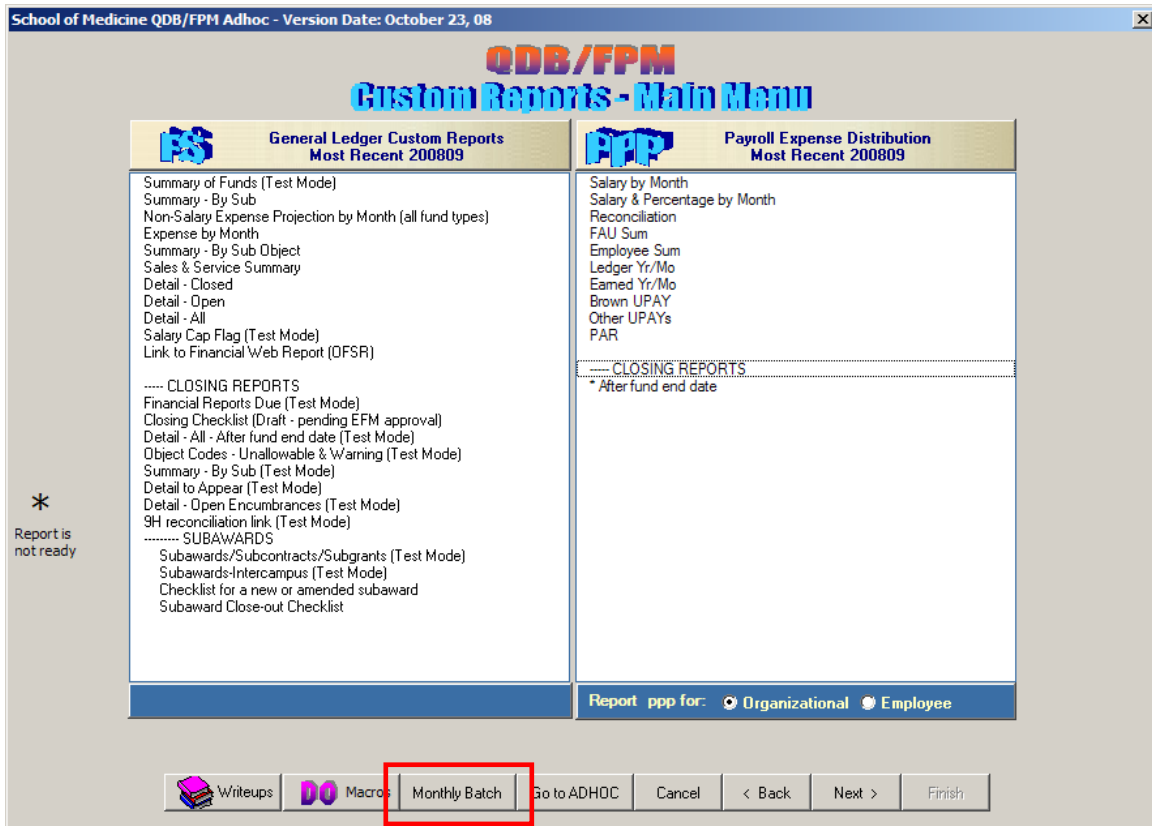 School of Medicine QDB/FPM Adhoc - Version Date: October 23, 08
QDB/FPM
Custom Reports - Main Menu
FS
General Ledger Custom Reports
Most Recent 200809
Summary of Funds (Test Mode)
Summary - By Sub
Non-Salary Expense Projection by Month (all fund types)
Expense by Month
Summary - By Sub Object
Sales & Service Summary
Detail - Closed
Detail - Open
Detail - All
Salary Cap Flag (Test Mode)
Link to Financial Web Report (OFSR)
----- CLOSING REPORTS
Financial Reports Due (Test Mode)
Closing Checklist (Draft - pending EFM approval)
Detail - All - After fund end date (Test Mode)
Object Codes - Unallowable & Warning (Test Mode)
Summary - By Sub (Test Mode)
Detail to Appear (Test Mode)
Detail - Open Encumbrances (Test Mode)
9H reconciliation link (Test Mode)
--------- SUBAWARDS
Subawards/Subcontracts/Subgrants (Test Mode)
Subawards-Intercampus (Test Mode)
Checklist for a new or amended subaward
Subaward Close-out Checklist
PPP
Payroll Expense Distribution
Most Recent 200809
Salary by Month
Salary & Percentage by Month
Reconciliation
FAU Sum
Employee Sum
Ledger Yr/Mo
Earned Yr/Mo
Brown UPAY
Other UPAYs
PAR
----- CLOSING REPORTS
* After fund end date
Report ppp for: Organizational Employee
*
Report is
not ready
Writeups DO Macros Monthly Batch Go to ADHOC Cancel < Back Next > Finish